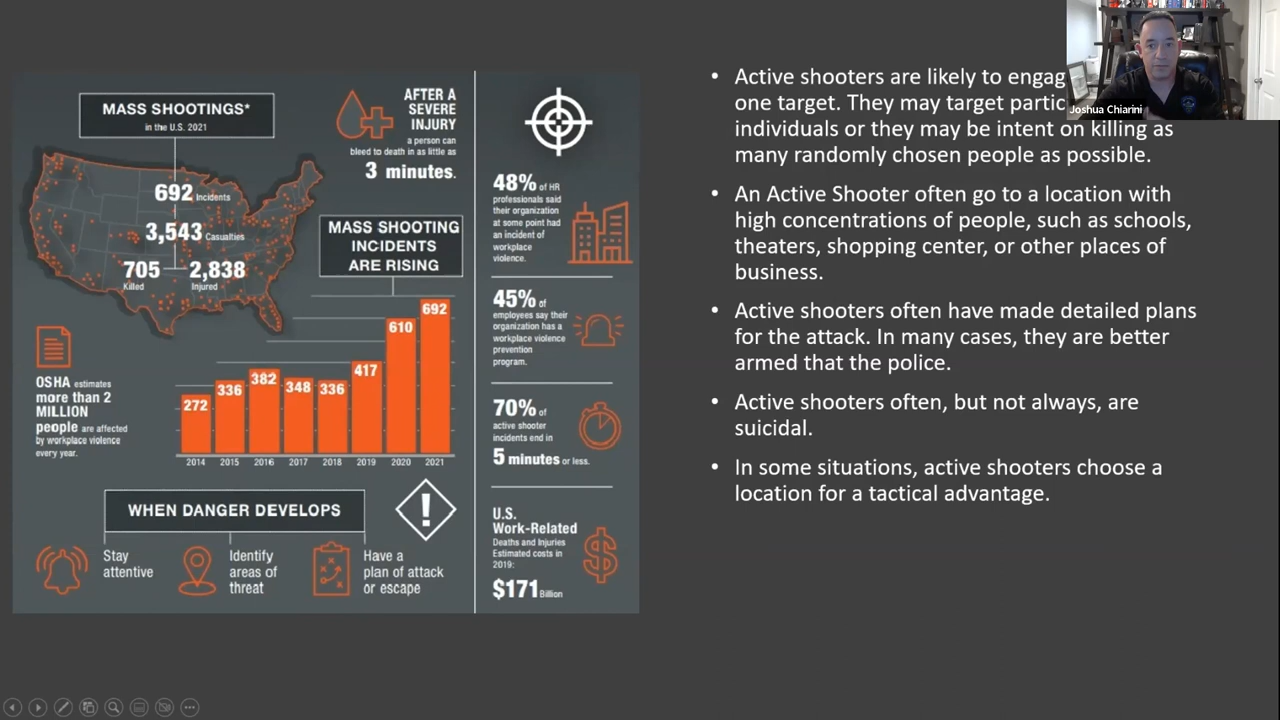 MASS SHOOTINGS*
in the U.S. 2021
692 Incidents
3,543 Casualties
705 2,838
Killed Injured
AFTER A
SEVERE
INJURY
a person can
bleed to death in as little as
3 minutes.
MASS SHOOTING
INCIDENTS
ARE RISING
OSHA estimates
more than 2
MILLION
people are affected
by workplace violence
every year.
272
336
382
348
336
417
610
692
2014 2015 2016 2017 2018 2019 2020 2021
WHEN DANGER DEVELOPS
!
Stay
attentive
Identify
areas of
threat
Have a
plan of attack
or escape
48% of HR
professionals said
their organization
at some point had
an incident of
workplace
violence.
45% of
employees say their
organization has a
workplace violence
prevention
program.
70% of
active shooter
incidents end in
5 minutes or less.
U.S.
Work-Related
Deaths and Injuries
Estimated costs in
2019:
$
$171 Billion
• Active shooters are likely to engag
one target. They may target partic
individuals or they may be intent on killing as
many randomly chosen people as possible.
• An Active Shooter often go to a location with
high concentrations of people, such as schools,
theaters, shopping center, or other places of
business.
• Active shooters often have made detailed plans
for the attack. In many cases, they are better
armed that the police.
• Active shooters often, but not always, are
suicidal.
• In some situations, active shooters choose a
location for a tactical advantage.
Joshua Chiarini